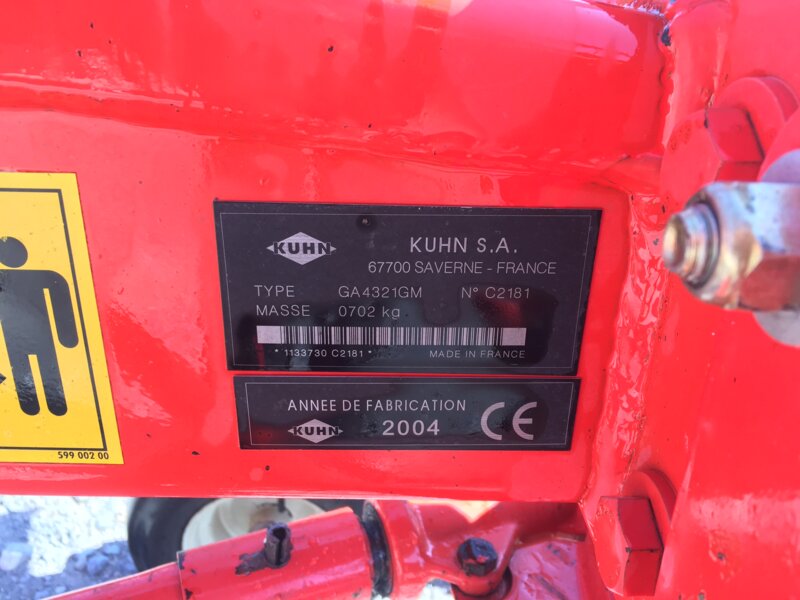 KUHN
KUHN S.A.
67700 SAVERNE - FRANCE
TYPE GA4321GM N° C2181
MASSE 0702 kg
* 1133730 C2181 * MADE IN FRANCE
ANNEE DE FABRICATION
KUHN 2004 CE
599 002 00